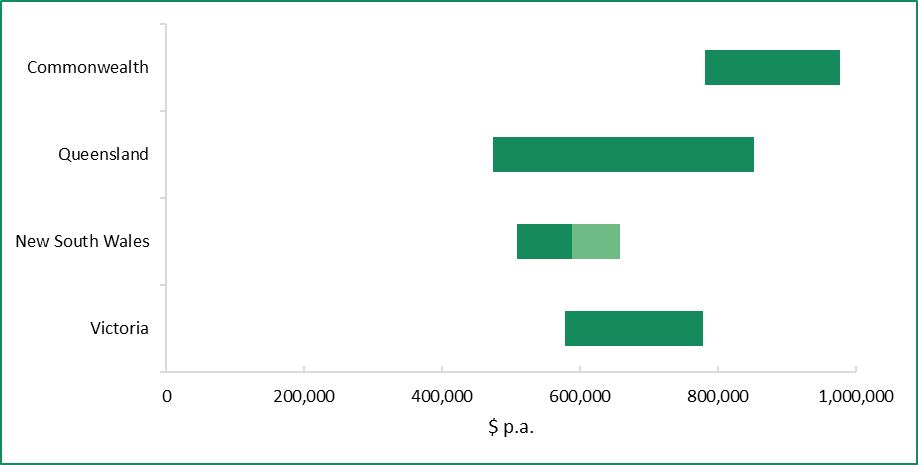 Commonwealth
Queensland
New South Wales
Victoria
0 200,000 400,000 600,000 800,000 1,000,000
$ p.a.